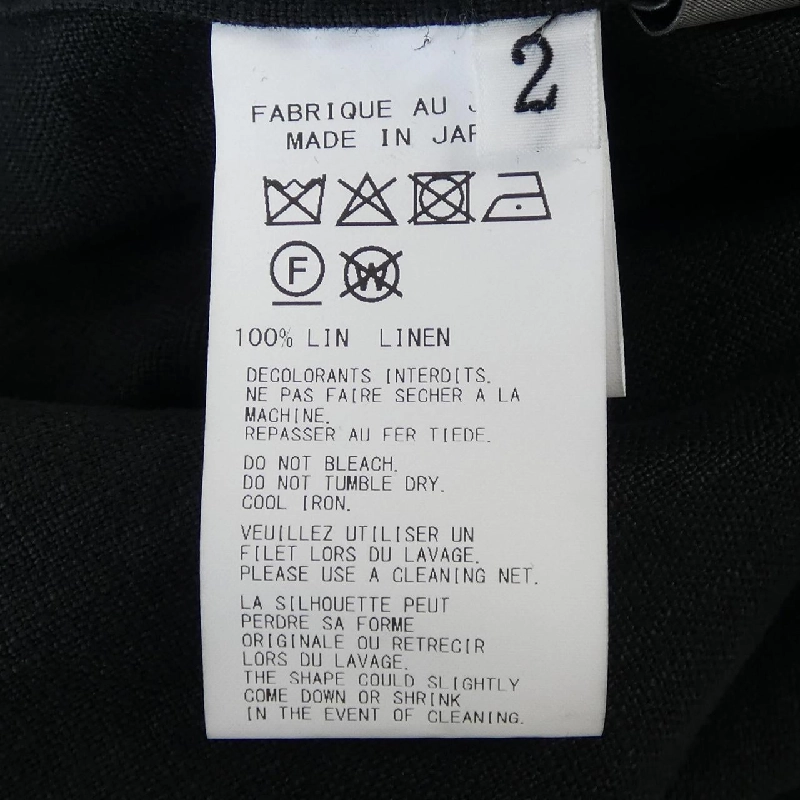 2
FABRIQUE AU
MADE IN
F
W
100% LIN LINEN
DECOLORANTS INTERDITS.
NE PAS FAIRE SECHER A LA
MACHINE.
REPASSER AU FER TIEDE.
DO NOT BLEACH.
DO NOT TUMBLE DRY.
COOL IRON.
VEUILLEZ UTILISER UN
FILET LORS DU LAVAGE.
PLEASE USE A CLEANING NET.
LA SILHOUETTE PEUT
PERDRE SA FORME
ORIGINALE OU RETRECIR
LORS DU LAVAGE.
THE SHAPE COULD SLIGHTLY
COME DOWN OR SHRINK
IN THE EVENT OF CLEANING.